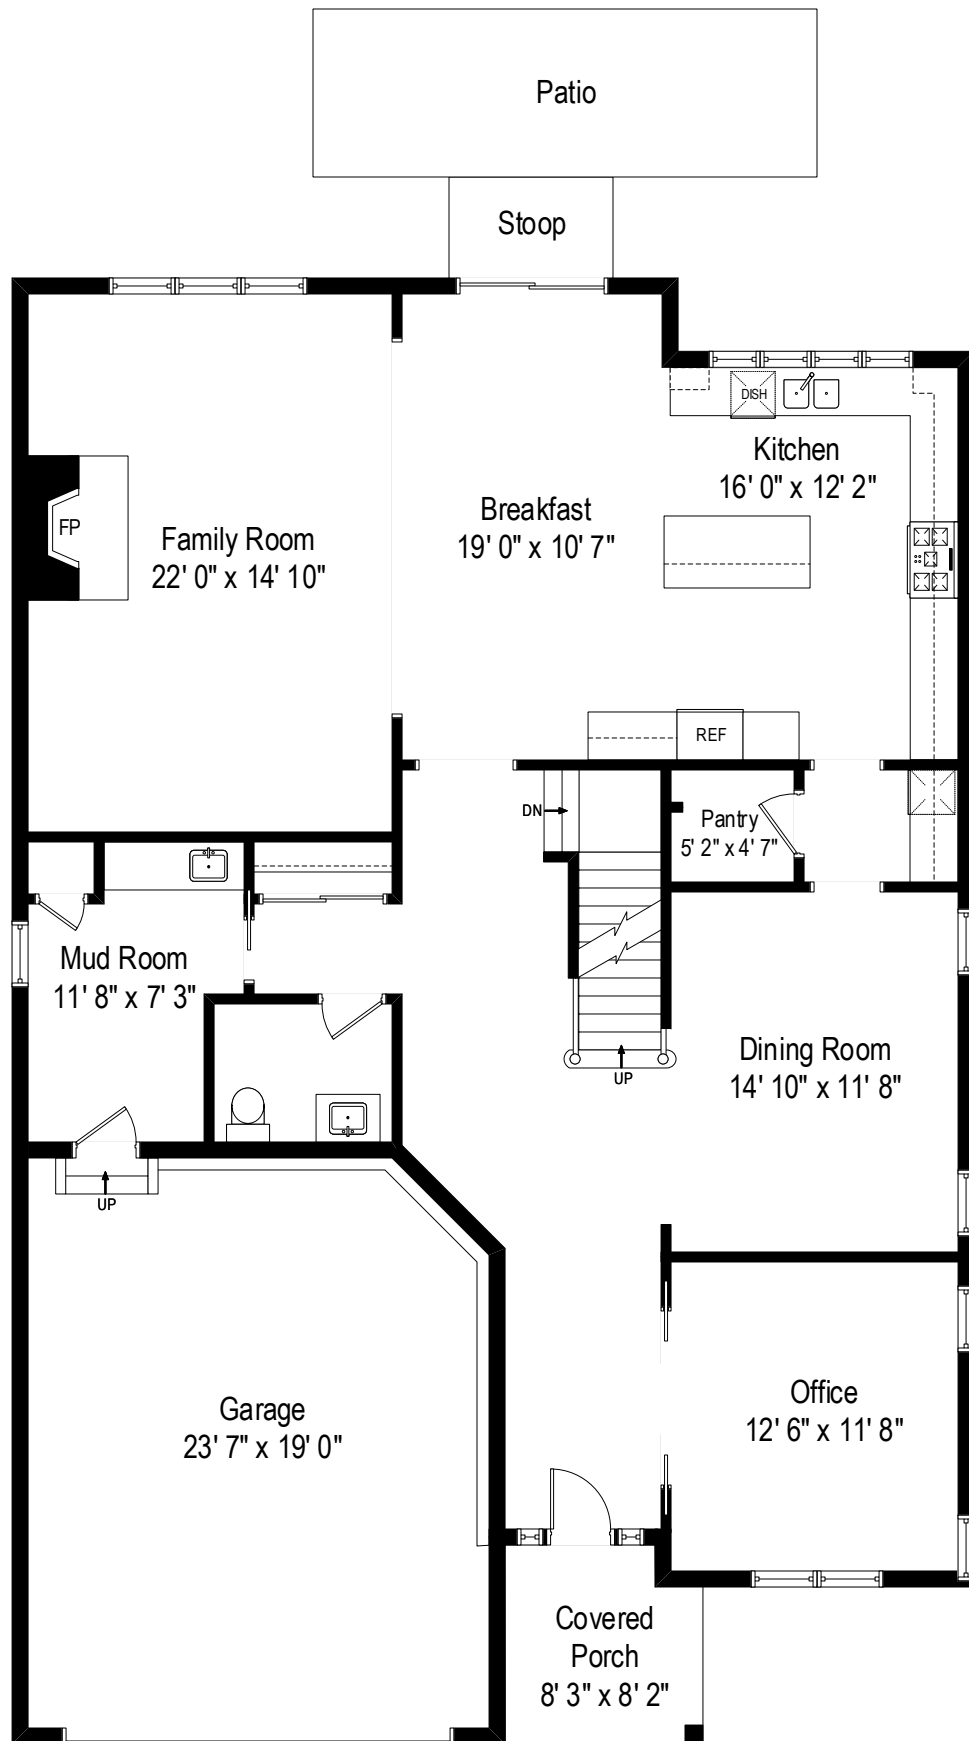 Patio
Stoop
DISH
Kitchen
16' 0" x 12' 2"
Breakfast
19' 0" x 10' 7"
FP
Family Room
22' 0" x 14' 10"
REF
DN
Pantry
5' 2" x 4' 7"
Mud Room
11' 8" x 7' 3"
Dining Room
14' 10" x 11' 8"
UP
UP
Office
12' 6" x 11' 8"
Garage
23' 7" x 19' 0"
Covered
Porch
8' 3" x 8' 2"